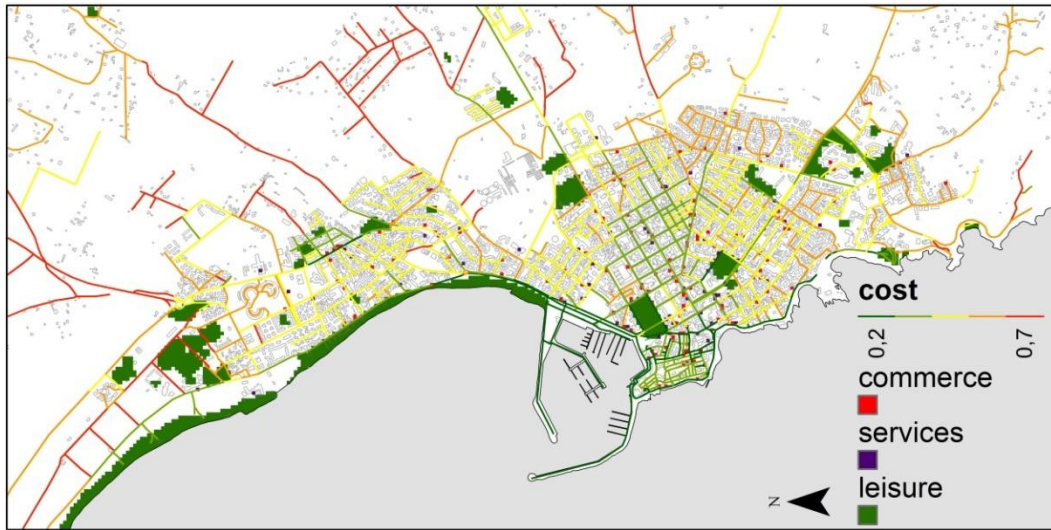 cost
0,2
0,7
commerce
services
leisure
N